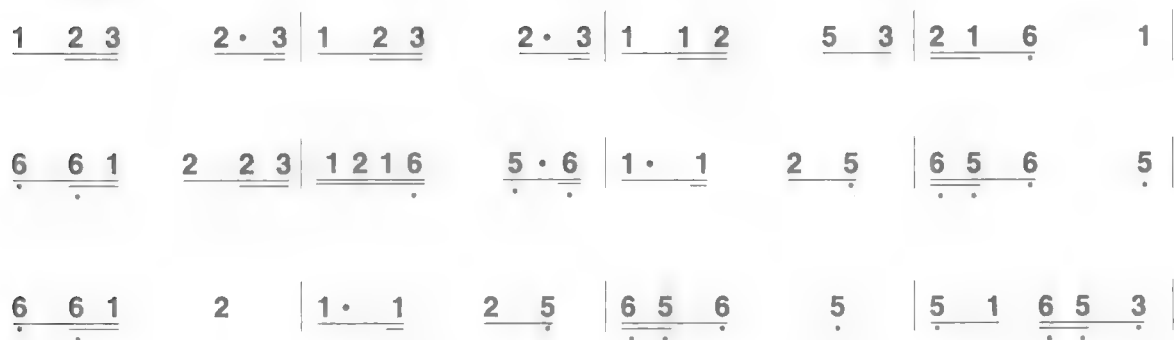 1 2 3 2· 3 | 1 2 3 2· 3 | 1 1 2 5 3 | 2 1 6̣ 1 |
6̣ 6̣ 1 2 2 3 | 1 2 1 6̣ 5̣· 6̣ | 1· 1 2 5̣ | 6̣ 5̣ 6̣ 5̣ |
6̣ 6̣ 1 2 | 1· 1 2 5̣ | 6̣ 5̣ 6̣ 5̣ | 5̣ 1 6̣ 5̣ 3̣ |